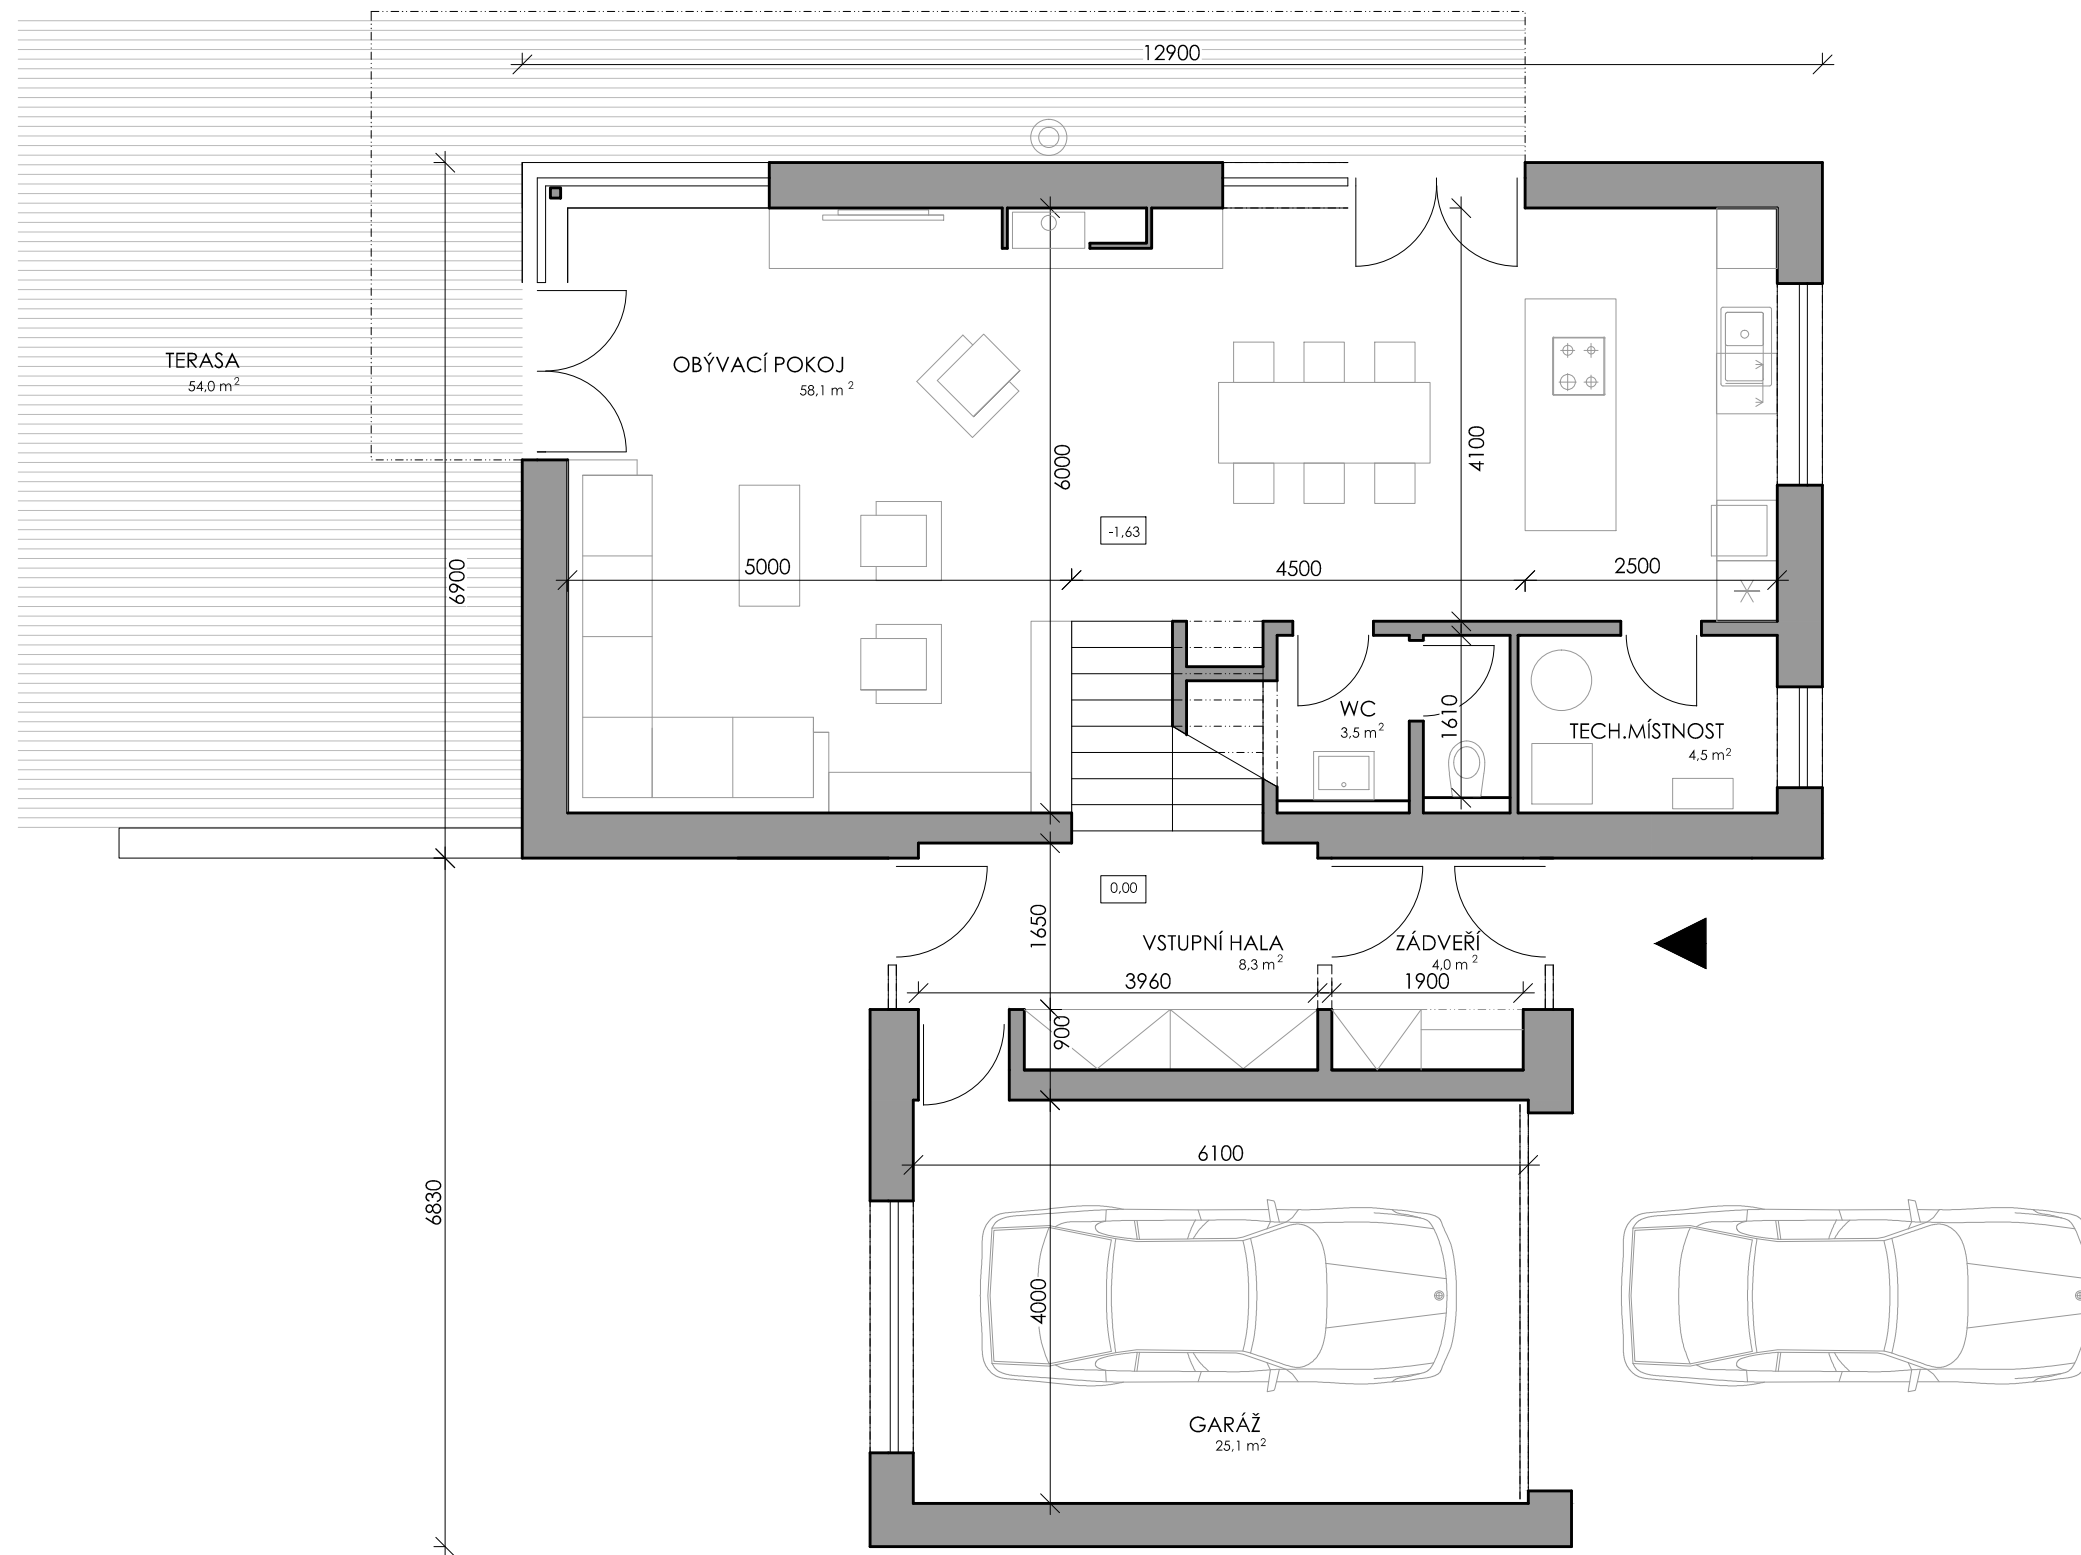 12900
TERASA
54,0 m²
OBÝVACÍ POKOJ
58,1 m²
6000
4100
-1,63
6900
5000
4500
2500
WC
3,5 m²
1610
TECH.MÍSTNOST
4,5 m²
0,00
1650
VSTUPNÍ HALA
8,3 m²
ZÁDVEŘÍ
4,0 m²
3960
1900
900
6100
6830
4000
GARÁŽ
25,1 m²